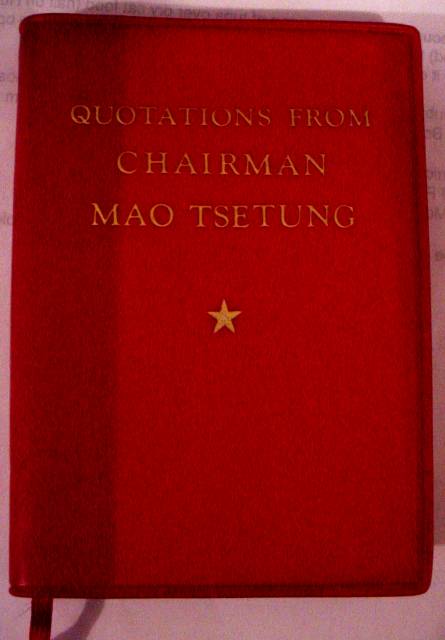 QUOTATIONS FROM
CHAIRMAN
MAO TSETUNG